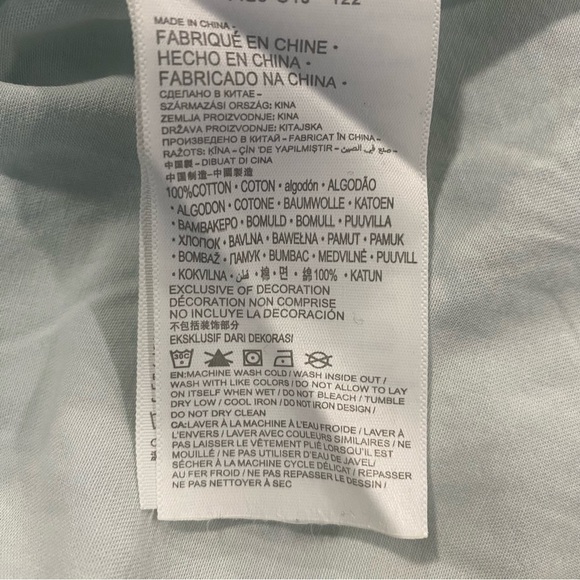 MADE IN CHINA -
FABRIQUÉ EN CHINE •
HECHO EN CHINA •
FABRICADO NA CHINA •
СДЕЛАНО В КИТАЕ -
SZÁRMAZÁSI ORSZÁG: KINA
ZEMLJA PROIZVODNJE: KINA
DRŽAVA PROIZVODNJE: KITAJSKA
ПРОИЗВЕДЕНО В КИТАЙ - FABRICAT ÎN CHINA -
RAŽOTS: ĶĪNA - ÇİN'DE YAPILMIŞTIR - صنع في الصين -
中国製 - DIBUAT DI CINA
中国制造 - 中國製造
100%COTTON • COTON • algodón • ALGODÃO
• ALGODON • COTONE • BAUMWOLLE • KATOEN
• ΒΑΜΒΑΚΕΡΟ • BOMULD • BOMULL • PUUVILLA
• ХЛОПОК • BAVLNA • BAWEŁNA • PAMUT • PAMUK
• BOMBAŽ • ПАМУК • BUMBAC • MEDVILNĖ • PUUVILL
• KOKVILNA • قطن • 棉 • 면 • 綿 100% • KATUN
EXCLUSIVE OF DECORATION
DÉCORATION NON COMPRISE
NO INCLUYE LA DECORACIÓN
不包括装饰部
EKSKLUSIF DARI DEKORASI
EN:MACHINE WASH COLD / WASH INSIDE OUT /
WASH WITH LIKE COLORS / DO NOT ALLOW TO LAY
ON ITSELF WHEN WET / DO NOT BLEACH / TUMBLE
DRY LOW / COOL IRON / DO NOT IRON DESIGN /
DO NOT DRY CLEAN
CA:LAVER À LA MACHINE À L'EAU FROIDE / LAVER À
L'ENVERS / LAVER AVEC COULEURS SIMILAIRES / NE
PAS LAISSER LE VÊTEMENT PLIÉ LORSQU'IL EST
MOUILLÉ / NE PAS UTILISER D'EAU DE JAVEL /
SÉCHER À LA MACHINE CYCLE DÉLICAT / REPASSER
AU FER FROID / NE PAS REPASSER LE DESSIN /
PAS NETTOYER À SEC